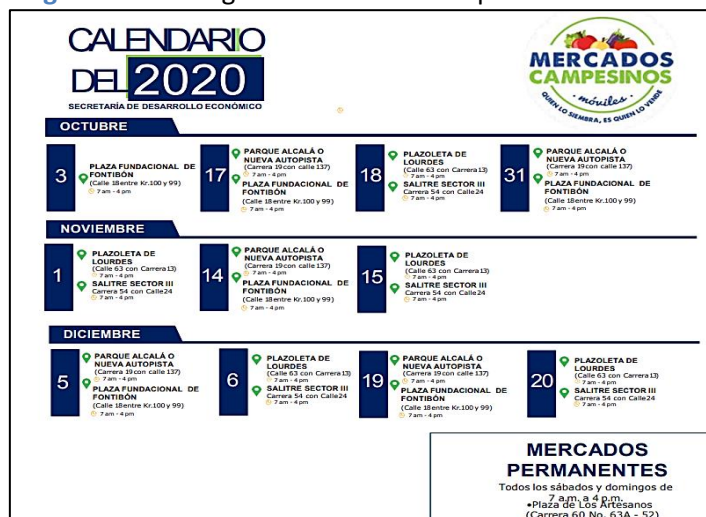 CALENDARIO
DEL 2020
SECRETARÍA DE DESARROLLO ECONÓMICO
MERCADOS
CAMPESINOS
móviles
QUIEN LO SIEMBRA, ES QUIEN LO VENDE
OCTUBRE
3
PLAZA FUNDACIONAL DE
FONTIBÓN
(Calle 18 entre Kr.100 y 99)
7 am - 4 pm
17
PARQUE ALCALÁ O
NUEVA AUTOPISTA
(Carrera 19 con calle 137)
7 am - 4 pm
PLAZA FUNDACIONAL DE
FONTIBÓN
(Calle 18 entre Kr.100 y 99)
7 am - 4 pm
18
PLAZOLETA DE
LOURDES
(Calle 63 con Carrera 13)
7 am - 4 pm
SALITRE SECTOR III
Carrera 54 con Calle 24
7 am - 4 pm
31
PARQUE ALCALÁ O
NUEVA AUTOPISTA
(Carrera 19 con calle 137)
7 am - 4 pm
PLAZA FUNDACIONAL DE
FONTIBÓN
(Calle 18 entre Kr.100 y 99)
7 am - 4 pm
NOVIEMBRE
1
PLAZOLETA DE
LOURDES
(Calle 63 con Carrera 13)
7 am - 4 pm
SALITRE SECTOR III
Carrera 54 con Calle 24
7 am - 4 pm
14
PARQUE ALCALÁ O
NUEVA AUTOPISTA
(Carrera 19 con calle 137)
7 am - 4 pm
PLAZA FUNDACIONAL DE
FONTIBÓN
(Calle 18 entre Kr.100 y 99)
7 am - 4 pm
15
PLAZOLETA DE
LOURDES
(Calle 63 con Carrera 13)
7 am - 4 pm
SALITRE SECTOR III
Carrera 54 con Calle 24
7 am - 4 pm
DICIEMBRE
5
PARQUE ALCALÁ O
NUEVA AUTOPISTA
(Carrera 19 con calle 137)
7 am - 4 pm
PLAZA FUNDACIONAL DE
FONTIBÓN
(Calle 18 entre Kr.100 y 99)
7 am - 4 pm
6
PLAZOLETA DE
LOURDES
(Calle 63 con Carrera 13)
7 am - 4 pm
SALITRE SECTOR III
Carrera 54 con Calle 24
7 am - 4 pm
19
PARQUE ALCALÁ O
NUEVA AUTOPISTA
(Carrera 19 con calle 137)
7 am - 4 pm
PLAZA FUNDACIONAL DE
FONTIBÓN
(Calle 18 entre Kr.100 y 99)
7 am - 4 pm
20
PLAZOLETA DE
LOURDES
(Calle 63 con Carrera 13)
7 am - 4 pm
SALITRE SECTOR III
Carrera 54 con Calle 24
7 am - 4 pm
MERCADOS
PERMANENTES
Todos los sábados y domingos de
7 a.m. a 4 p.m.
•Plaza de Los Artesanos
(Carrera 60 No. 63A - 52)